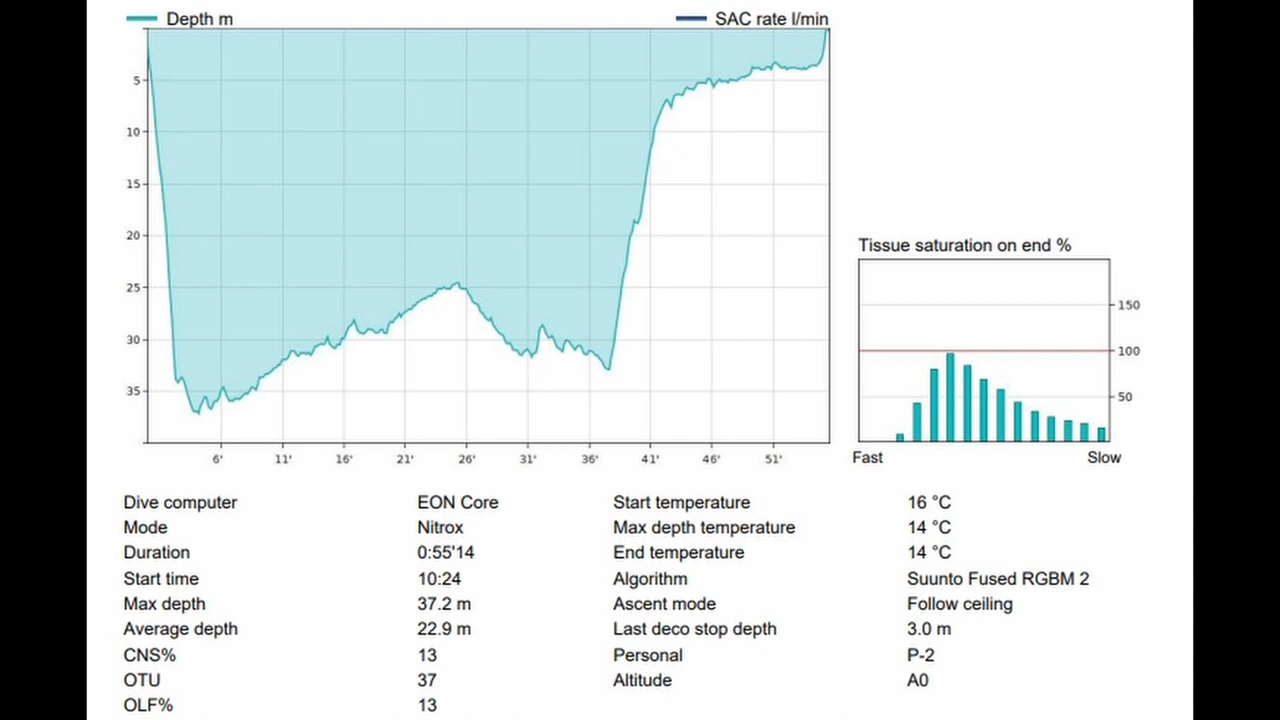 Depth m
SAC rate l/min
5
10
15
20
25
30
35
6' 11' 16' 21' 26' 31' 36' 41' 46' 51'
Tissue saturation on end %
150
100
50
Fast Slow
Dive computer EON Core Start temperature 16 °C
Mode Nitrox Max depth temperature 14 °C
Duration 0:55'14 End temperature 14 °C
Start time 10:24 Algorithm Suunto Fused RGBM 2
Max depth 37.2 m Ascent mode Follow ceiling
Average depth 22.9 m Last deco stop depth 3.0 m
CNS% 13 Personal P-2
OTU 37 Altitude A0
OLF% 13